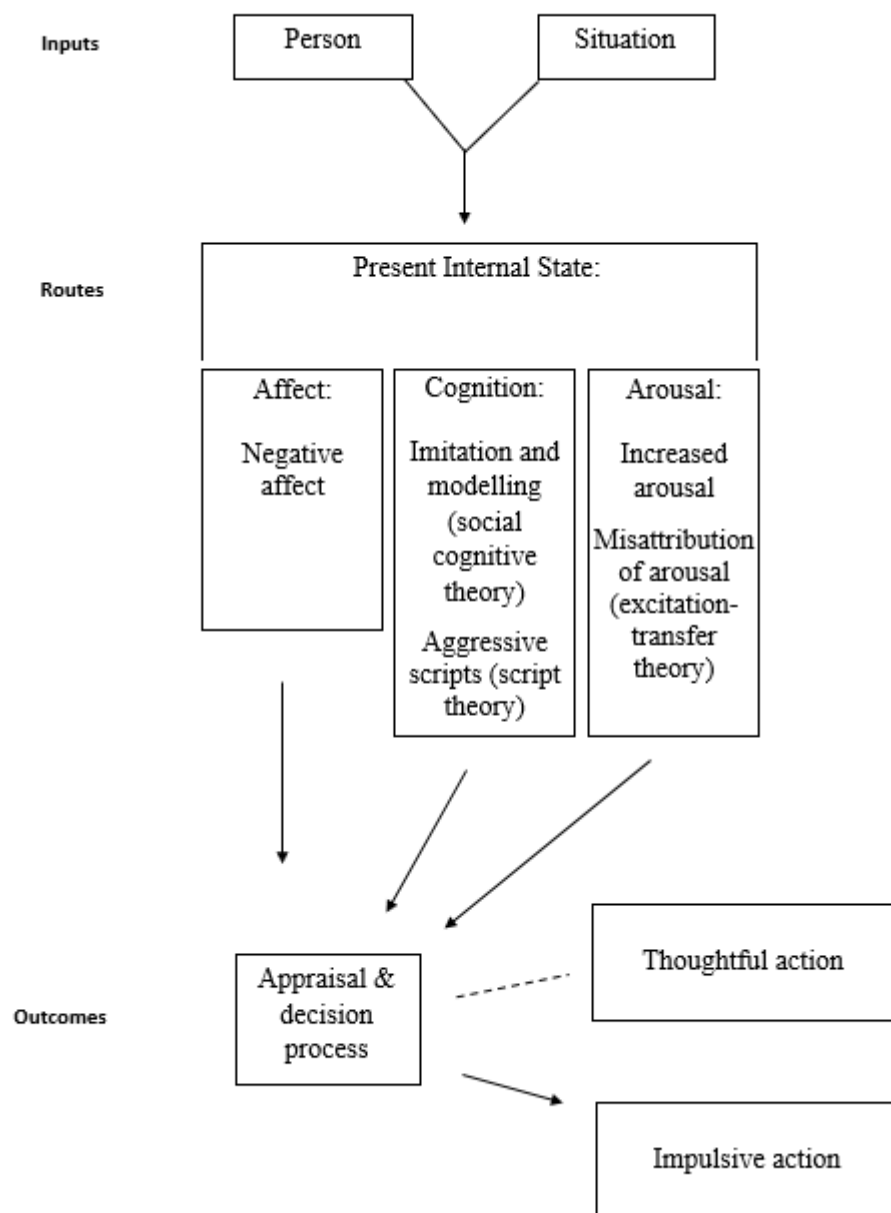 Inputs
Person
Situation
Routes
Present Internal State:
Affect:
Negative
affect
Cognition:
Imitation and
modelling
(social
cognitive
theory)
Aggressive
scripts (script
theory)
Arousal:
Increased
arousal
Misattribution
of arousal
(excitation-
transfer
theory)
Outcomes
Appraisal &
decision
process
Thoughtful action
Impulsive action